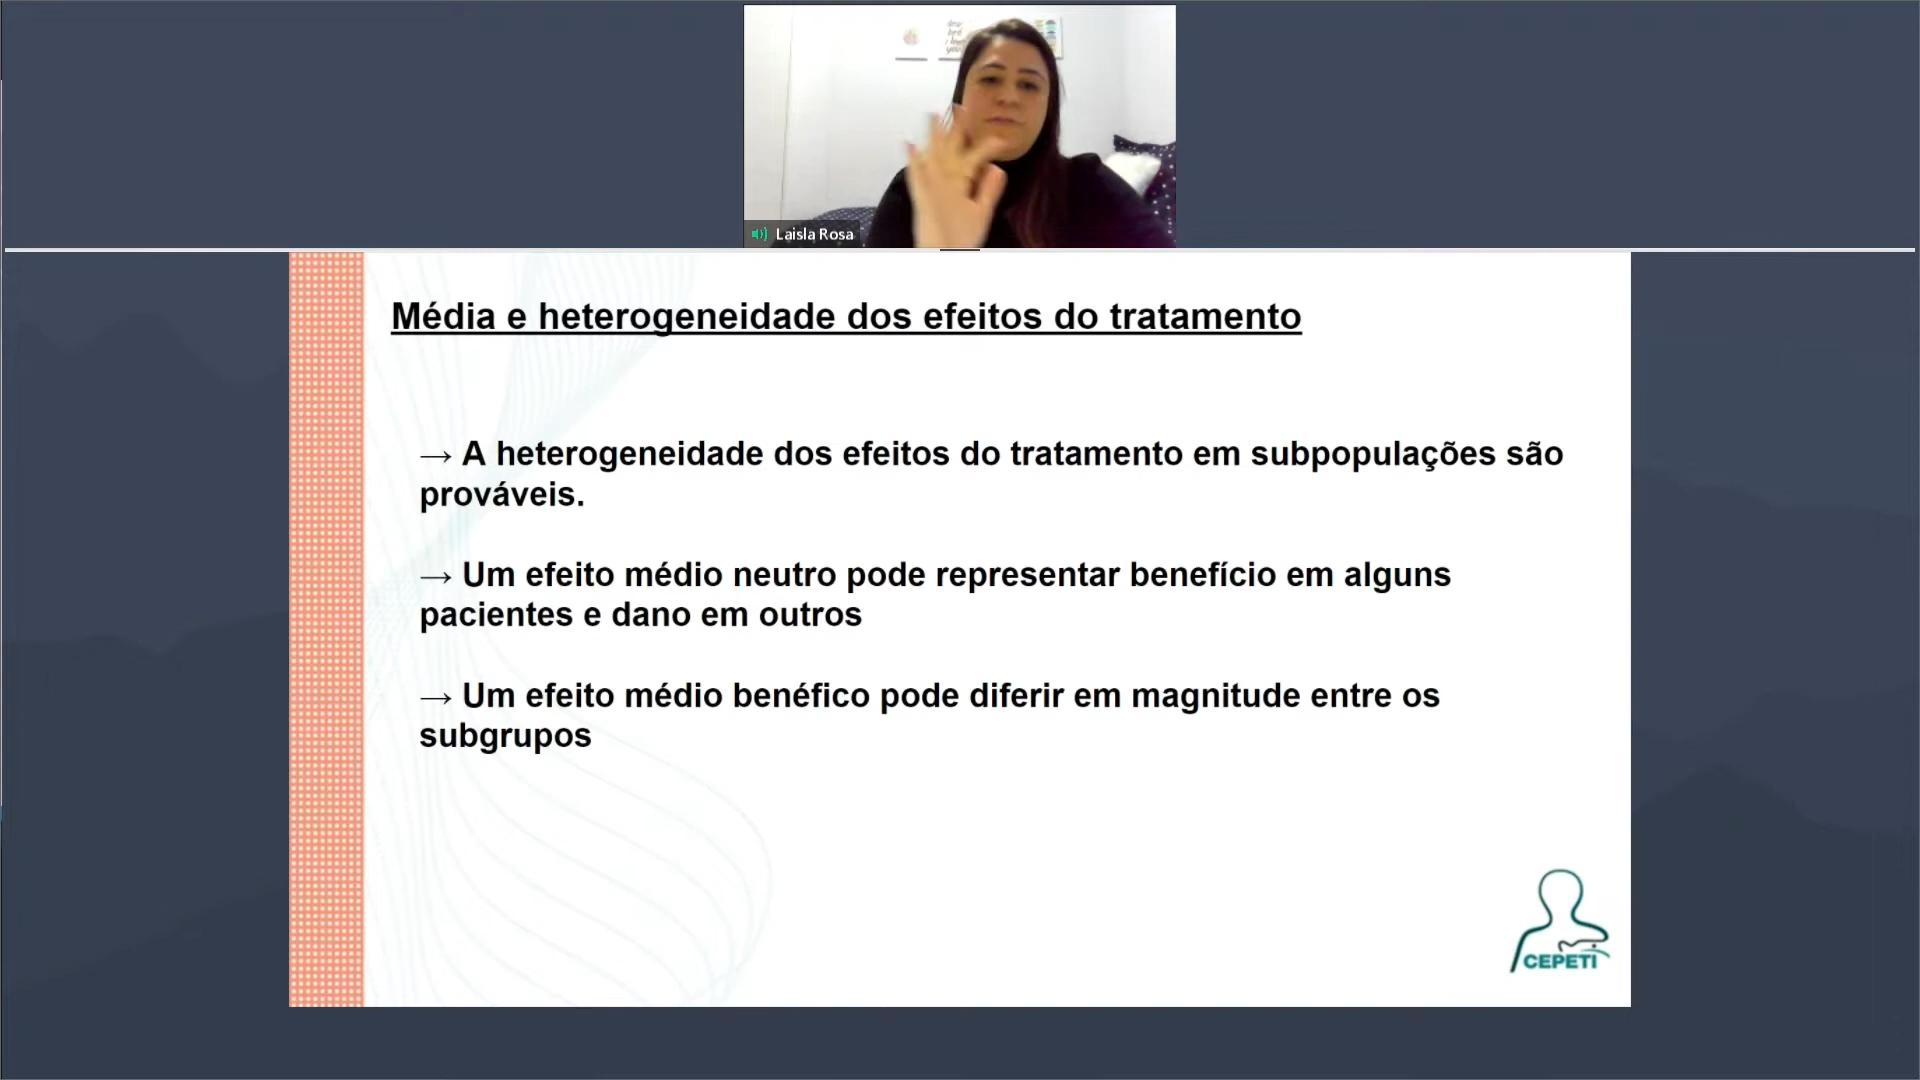 Laisla Rosa
Média e heterogeneidade dos efeitos do tratamento
→ A heterogeneidade dos efeitos do tratamento em subpopulações são
prováveis.
→ Um efeito médio neutro pode representar benefício em alguns
pacientes e dano em outros
→ Um efeito médio benéfico pode diferir em magnitude entre os
subgrupos
CEPETI